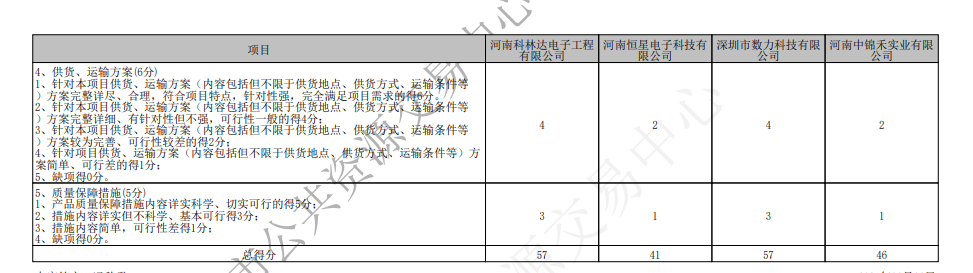 项目
河南科林达电子工程有限公司
河南恒星电子科技有限公司
深圳市数力科技有限公司
河南中锦禾实业有限公司
4、供货、运输方案(6分)
1、针对本项目供货、运输方案（内容包括但不限于供货地点、供货方式、运输条件等
）方案完整详尽、合理，符合项目特点，针对性强，完全满足项目需求的得6分。
2、针对本项目供货、运输方案（内容包括但不限于供货地点、供货方式、运输条件等
）方案完整详细、有针对性但不强，可行性一般的得4分；
3、针对本项目供货、运输方案（内容包括但不限于供货地点、供货方式、运输条件等
）方案较为完善、可行性较差的得2分；
4、针对项目供货、运输方案（内容包括但不限于供货地点、供货方式、运输条件等）方
案简单、可行差的得1分；
5、缺项得0分。
4
2
4
2
5、质量保障措施(5分)
1、产品质量保障措施内容详实科学、切实可行的得5分；
2、措施内容详实但不科学、基本可行得3分；
3、措施内容简单，可行性差得1分；
4、缺项得0分。
3
1
3
1
总得分
57
41
57
46
市公共资源交易中心
资源交易中心